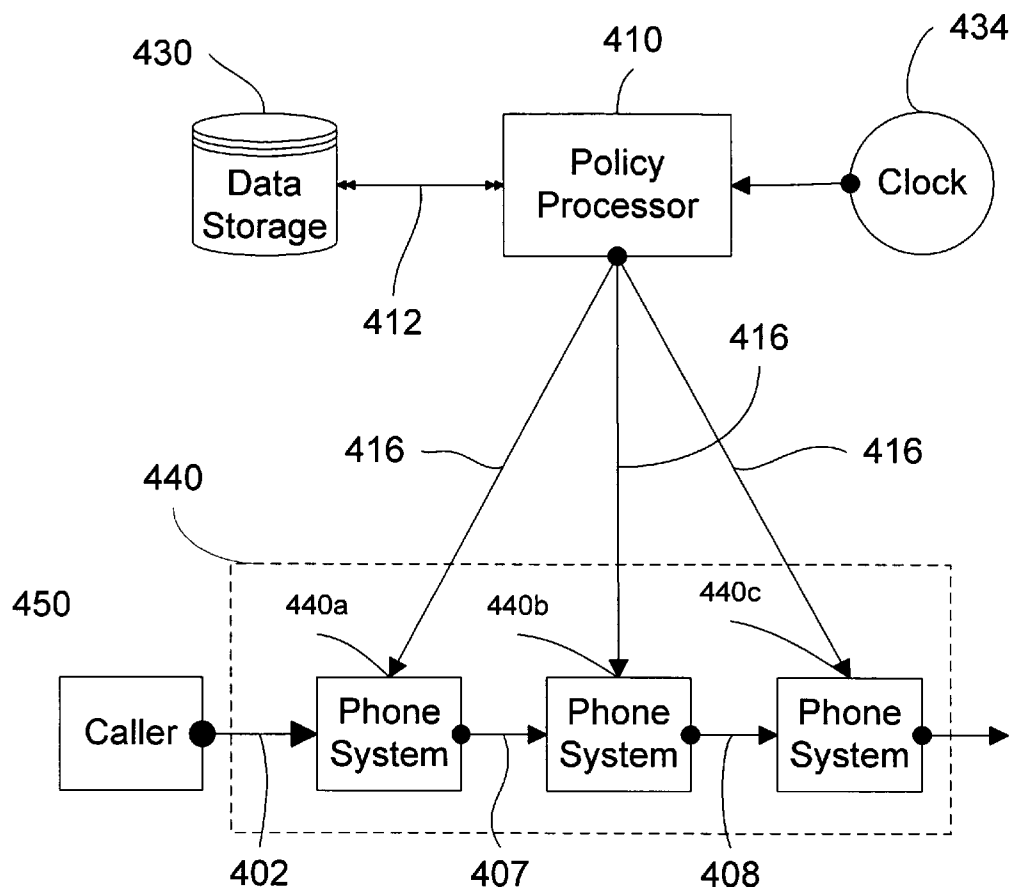 434
410
430
Policy
Processor
Clock
Data
Storage
412
416
416
416
440
450
440a
440b
440c
Caller
Phone
System
Phone
System
Phone
System
402
407
408